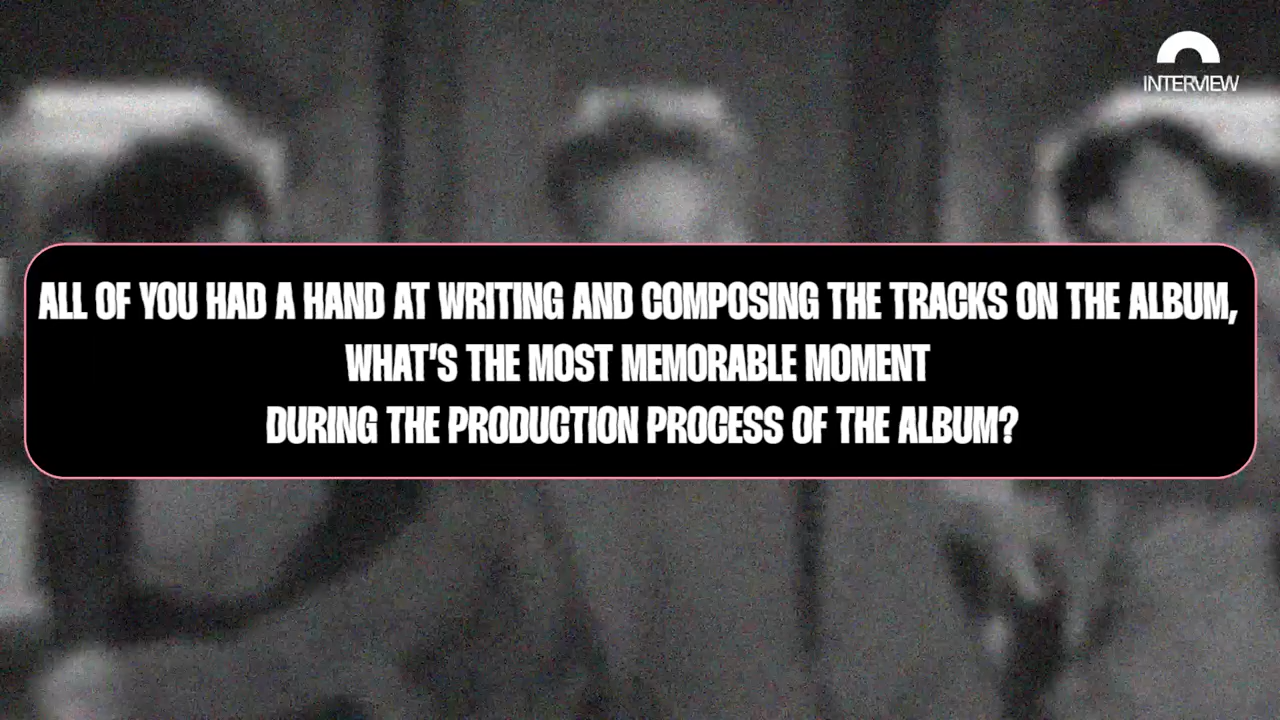 INTERVIEW
ALL OF YOU HAD A HAND AT WRITING AND COMPOSING THE TRACKS ON THE ALBUM,
WHAT'S THE MOST MEMORABLE MOMENT
DURING THE PRODUCTION PROCESS OF THE ALBUM?